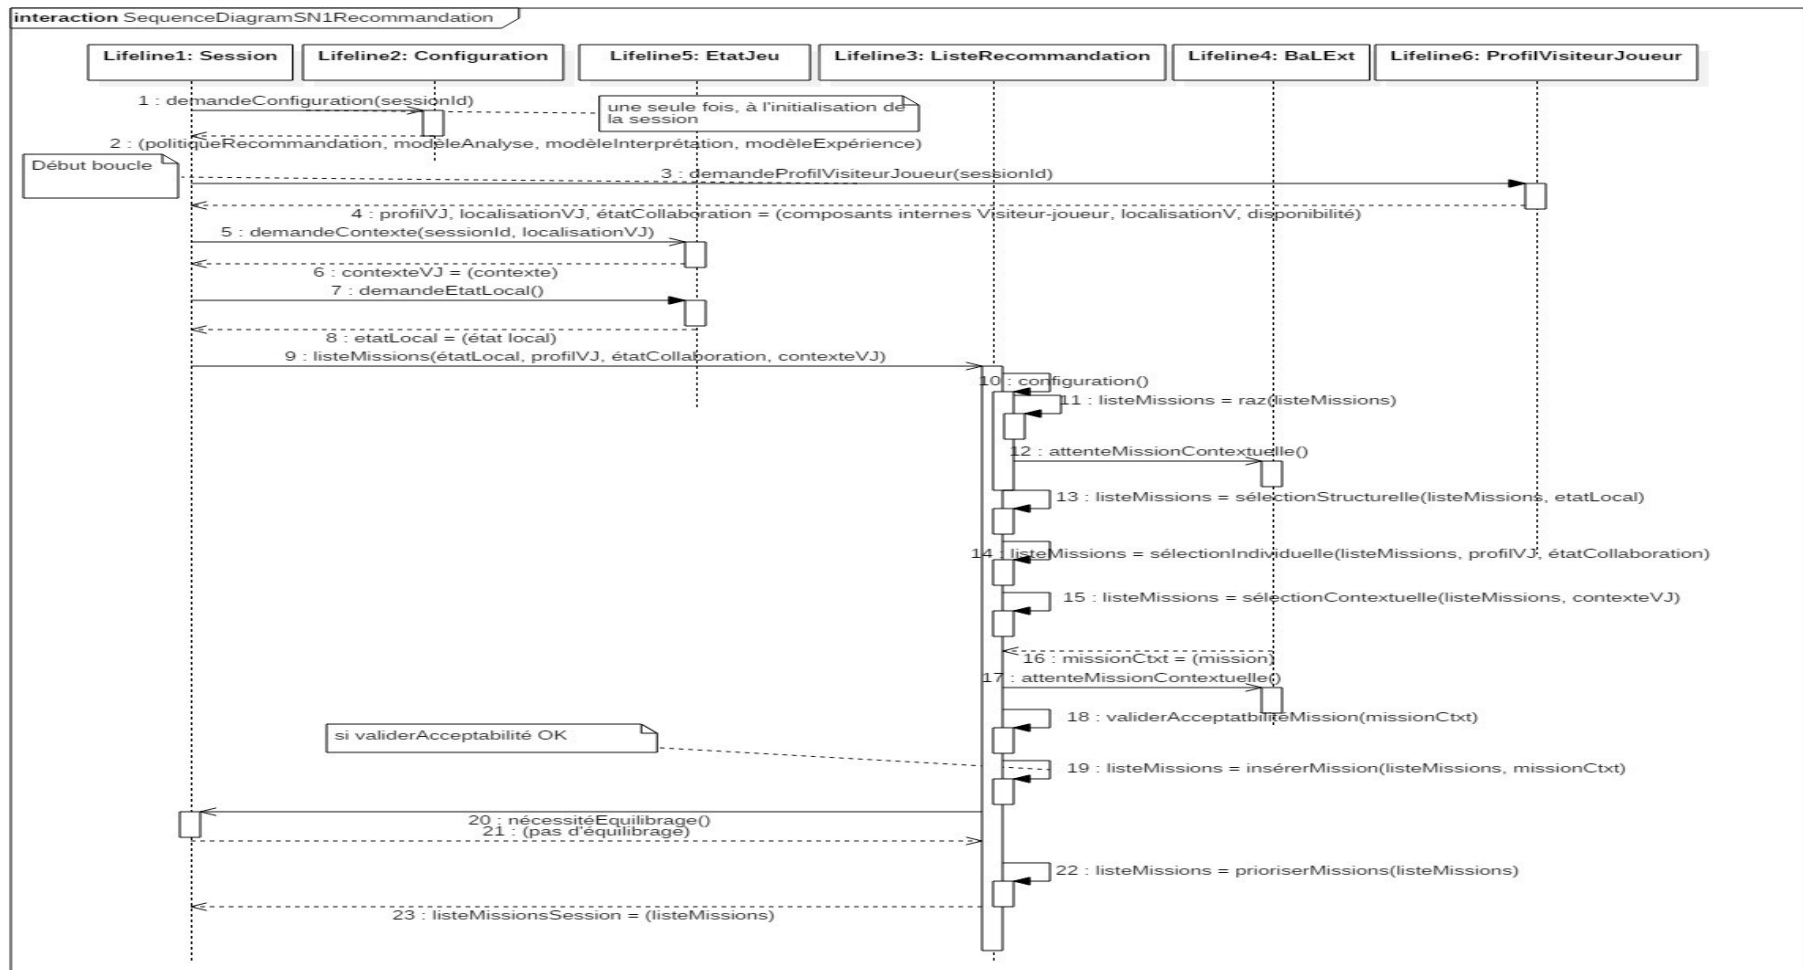 interaction SequenceDiagramSN1Recommandation
Lifeline1: Session
Lifeline2: Configuration
Lifeline5: EtatJeu
Lifeline3: ListeRecommandation
Lifeline4: BaLExt
Lifeline6: ProfilVisiteurJoueur
1 : demandeConfiguration(sessionId)
une seule fois, à l'initialisation de
la session
2 : (politiqueRecommandation, modèleAnalyse, modèleInterprétation, modèleExpérience)
Début boucle
3 : demandeProfilVisiteurJoueur(sessionId)
4 : profilVJ, localisationVJ, étatCollaboration = (composants internes Visiteur-joueur, localisationV, disponibilité)
5 : demandeContexte(sessionId, localisationVJ)
6 : contexteVJ = (contexte)
7 : demandeEtatLocal()
8 : etatLocal = (état local)
9 : listeMissions(étatLocal, profilVJ, étatCollaboration, contexteVJ)
10 : configuration()
11 : listeMissions = raz(listeMissions)
12 : attenteMissionContextuelle()
13 : listeMissions = sélectionStructurelle(listeMissions, etatLocal)
14 : listeMissions = sélectionIndividuelle(listeMissions, profilVJ, étatCollaboration)
15 : listeMissions = sélectionContextuelle(listeMissions, contexteVJ)
16 : missionCtxt = (mission)
17 : attenteMissionContextuelle()
18 : validerAcceptatbilitéMission(missionCtxt)
si validerAcceptabilité OK
19 : listeMissions = insérerMission(listeMissions, missionCtxt)
20 : nécessitéEquilibrage()
21 : (pas d'équilibrage)
22 : listeMissions = prioriserMissions(listeMissions)
23 : listeMissionsSession = (listeMissions)